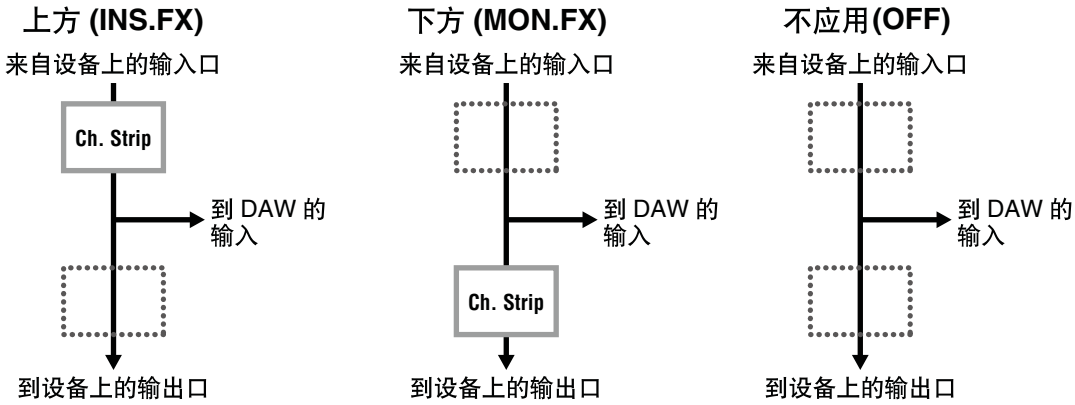 上方 (INS.FX)
来自设备上的输入口
Ch. Strip
到 DAW 的
输入
到设备上的输出口
下方 (MON.FX)
来自设备上的输入口
到 DAW 的
输入
Ch. Strip
到设备上的输出口
不应用(OFF)
来自设备上的输入口
到 DAW 的
输入
到设备上的输出口